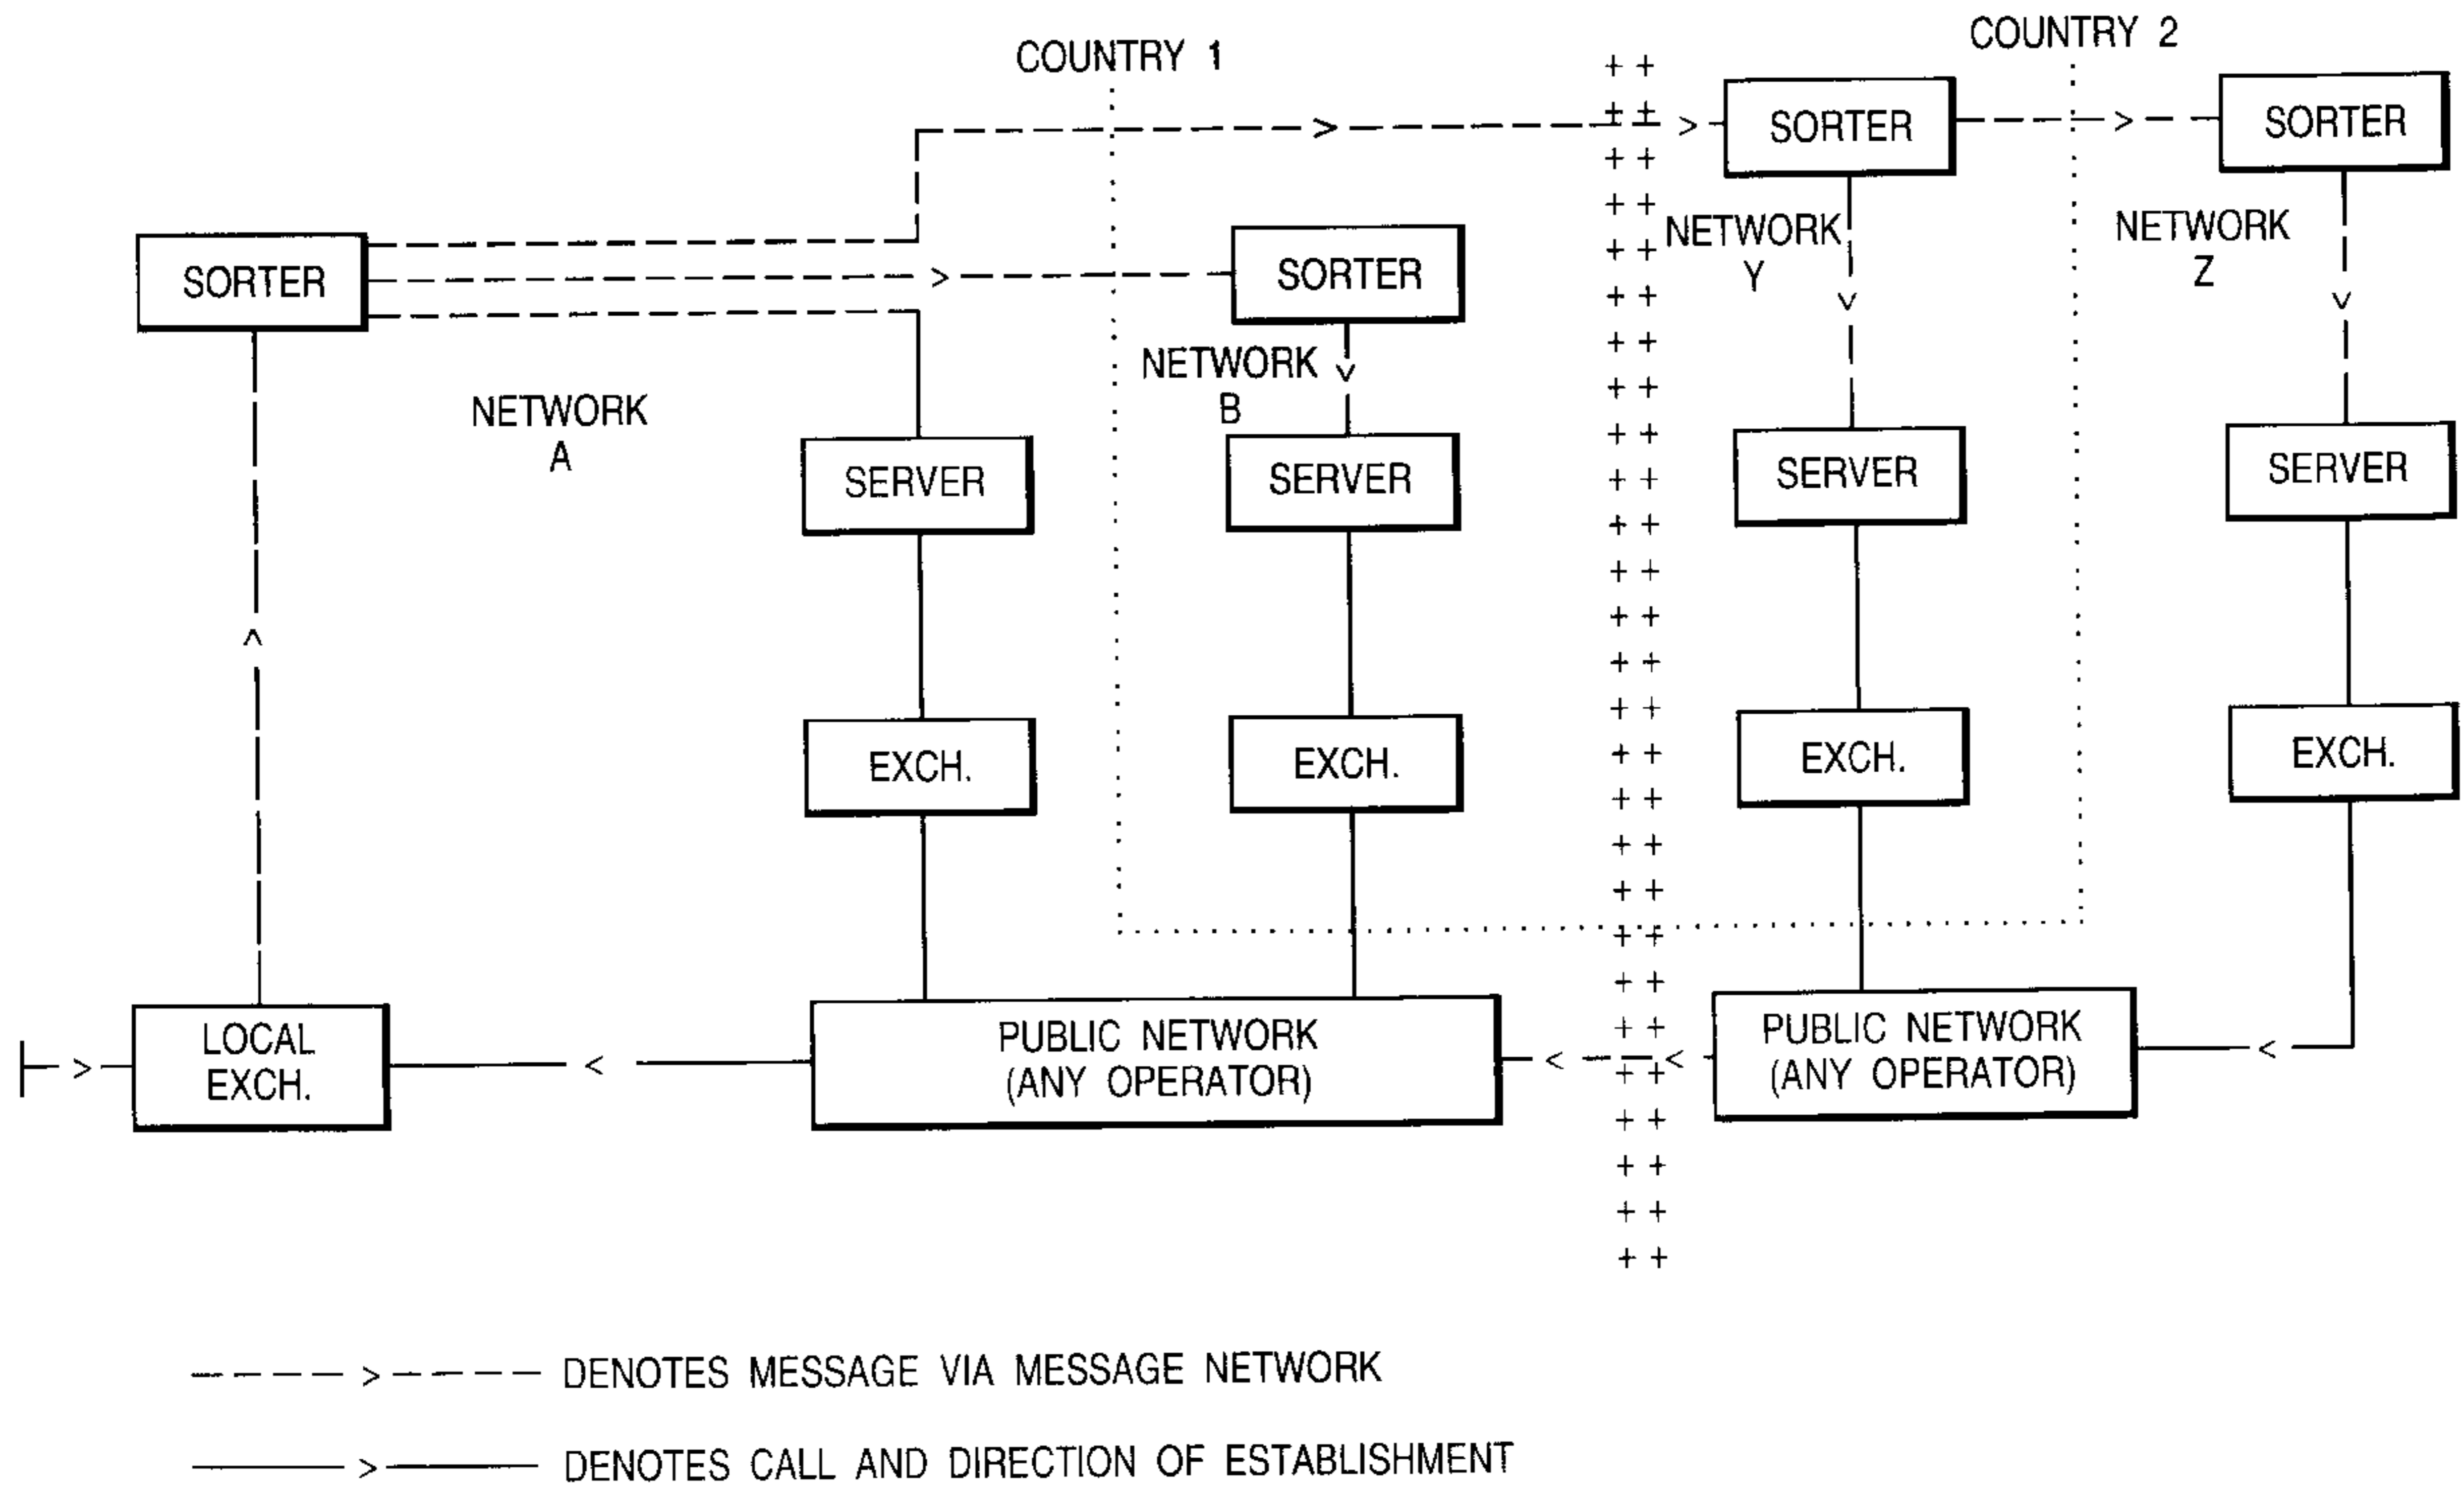 COUNTRY 1
COUNTRY 2
SORTER
SORTER
SORTER
SORTER
NETWORK
A
NETWORK
B
NETWORK
Y
NETWORK
Z
SERVER
SERVER
SERVER
SERVER
EXCH.
EXCH.
EXCH.
EXCH.
LOCAL
EXCH.
PUBLIC NETWORK
(ANY OPERATOR)
PUBLIC NETWORK
(ANY OPERATOR)
DENOTES MESSAGE VIA MESSAGE NETWORK
DENOTES CALL AND DIRECTION OF ESTABLISHMENT